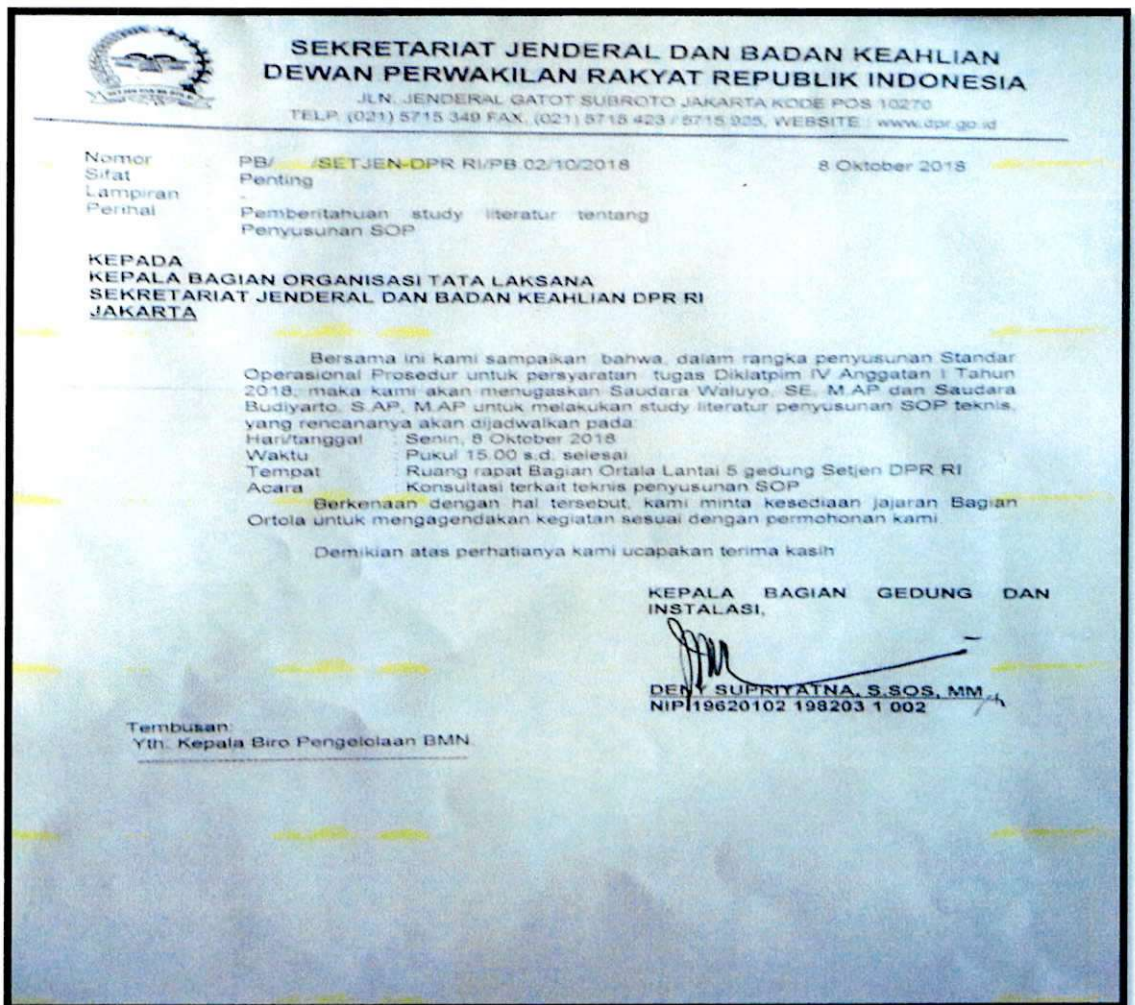 SEKRETARIAT JENDERAL DAN BADAN KEAHLIAN
DEWAN PERWAKILAN RAKYAT REPUBLIK INDONESIA
JLN. JENDERAL GATOT SUBROTO JAKARTA KODE POS 10270
TELP. (021) 5715 349 FAX. (021) 5715 423 / 5715 925, WEBSITE : www.dpr.go.id
Nomor PB/ /SETJEN-DPR RI/PB.02/10/2018 8 Oktober 2018
Sifat Penting
Lampiran -
Perihal Pemberitahuan study literatur tentang
Penyusunan SOP
KEPADA
KEPALA BAGIAN ORGANISASI TATA LAKSANA
SEKRETARIAT JENDERAL DAN BADAN KEAHLIAN DPR RI
JAKARTA
Bersama ini kami sampaikan bahwa, dalam rangka penyusunan Standar
Operasional Prosedur untuk persyaratan tugas Diklatpim IV Anggatan I Tahun
2018, maka kami akan menugaskan Saudara Waluyo, SE, M.AP dan Saudara
Budiyarto, S.AP, M.AP untuk melakukan study literatur penyusunan SOP teknis,
yang rencananya akan dijadwalkan pada:
Hari/tanggal : Senin, 8 Oktober 2018
Waktu : Pukul 15.00 s.d. selesai
Tempat : Ruang rapat Bagian Ortala Lantai 5 gedung Setjen DPR RI
Acara : Konsultasi terkait teknis penyusunan SOP
Berkenaan dengan hal tersebut, kami minta kesediaan jajaran Bagian
Ortola untuk mengagendakan kegiatan sesuai dengan permohonan kami.
Demikian atas perhatianya kami ucapakan terima kasih
KEPALA BAGIAN GEDUNG DAN
INSTALASI,
DENY SUPRIYATNA, S.SOS, MM
NIP 19620102 198203 1 002
Tembusan:
Yth. Kepala Biro Pengelolaan BMN.